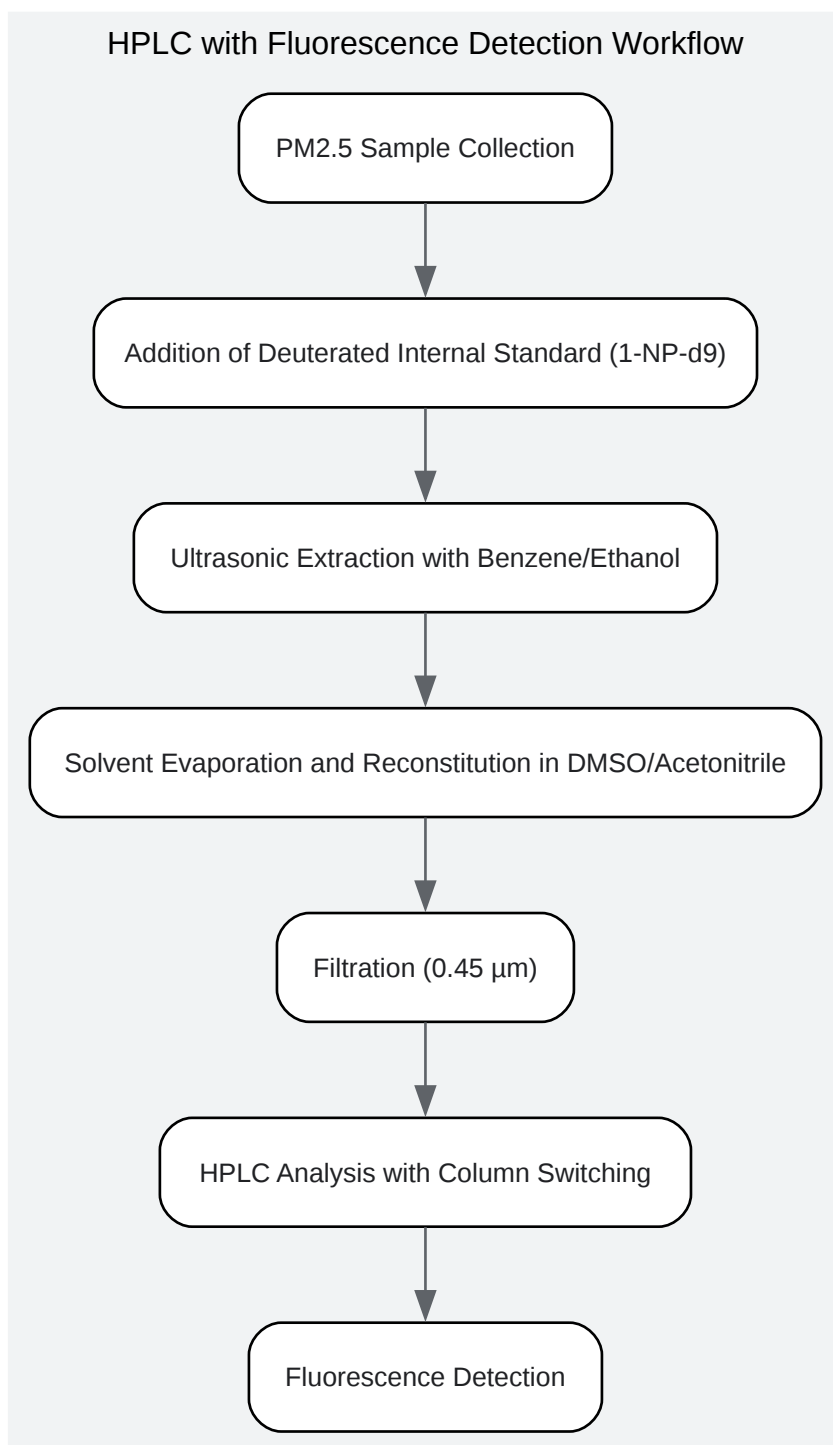 HPLC with Fluorescence Detection Workflow
PM2.5 Sample Collection
Addition of Deuterated Internal Standard (1-NP-d9)
Ultrasonic Extraction with Benzene/Ethanol
Solvent Evaporation and Reconstitution in DMSO/Acetonitrile
Filtration (0.45 µm)
HPLC Analysis with Column Switching
Fluorescence Detection